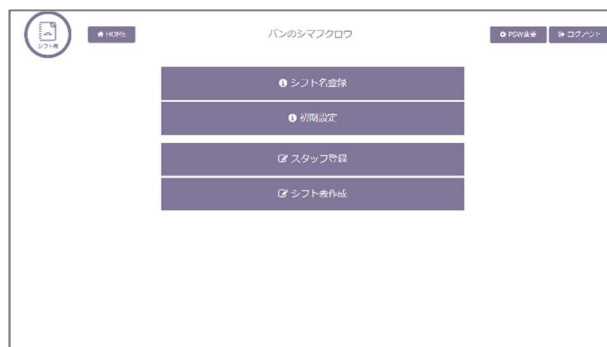 シフト表
HOME
パンのシマフクロウ
PSW変更
ログアウト
シフト名登録
初期設定
スタッフ登録
シフト表作成